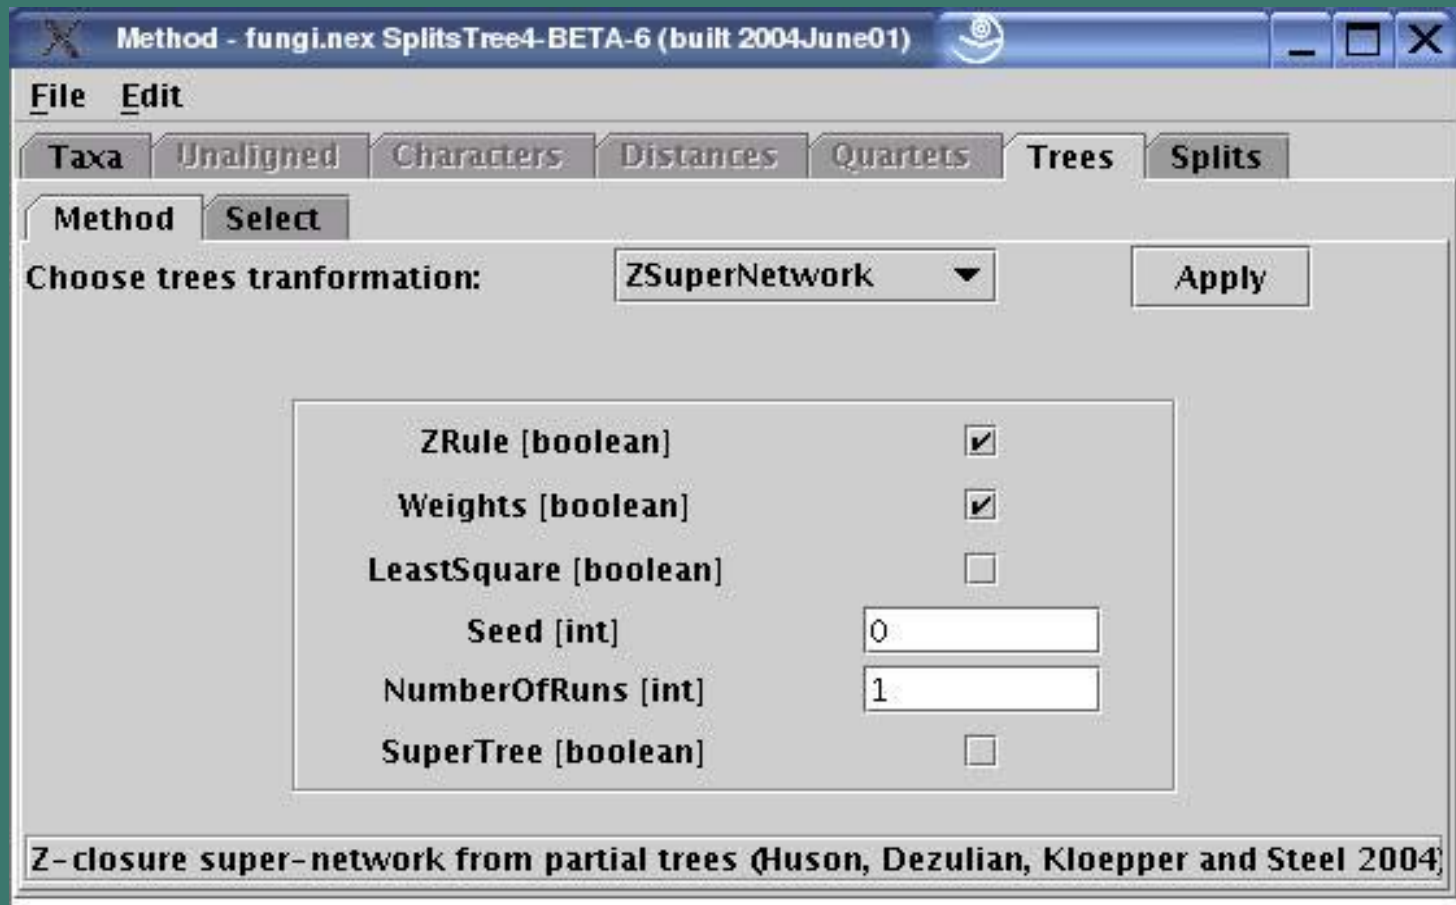 Method - fungi.nex SplitsTree4-BETA-6 (built 2004June01)
File Edit
Taxa Unaligned Characters Distances Quartets Trees Splits
Method Select
Choose trees tranformation: ZSuperNetwork Apply
ZRule [boolean]
Weights [boolean]
LeastSquare [boolean]
Seed [int] 0
NumberOfRuns [int] 1
SuperTree [boolean]
Z-closure super-network from partial trees (Huson, Dezulian, Kloepper and Steel 2004)